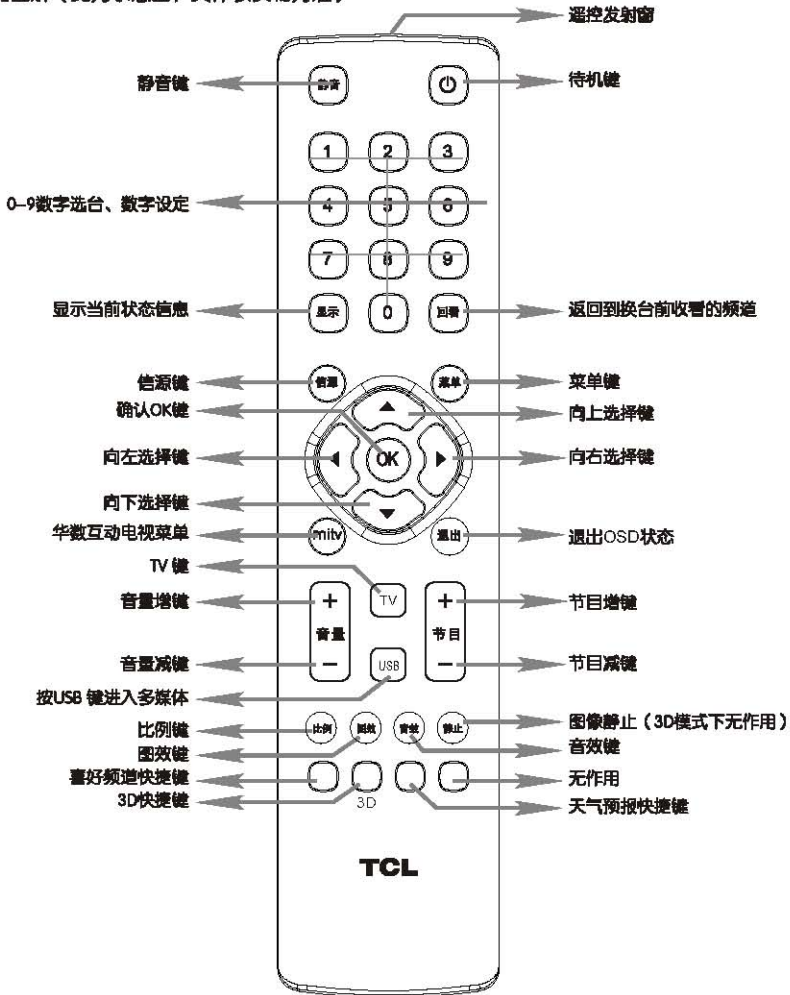 遥控发射窗
静音键
静音
待机键
1
2
3
0-9数字选台、数字设定
4
5
6
7
8
9
显示当前状态信息
显示
0
回看
返回到换台前收看的频道
信源键
信源
菜单
菜单键
确认OK键
向上选择键
向左选择键
OK
向右选择键
向下选择键
华数互动电视菜单
mitv
退出
退出OSD状态
TV 键
TV
音量增键
+
+
节目增键
音量
节目
音量减键
-
-
节目减键
USB
按USB 键进入多媒体
图像静止(3D模式下无作用)
比例键
比例
图效
音效
静止
图效键
音效键
喜好频道快捷键
无作用
3D快捷键
3D
天气预报快捷键
TCL